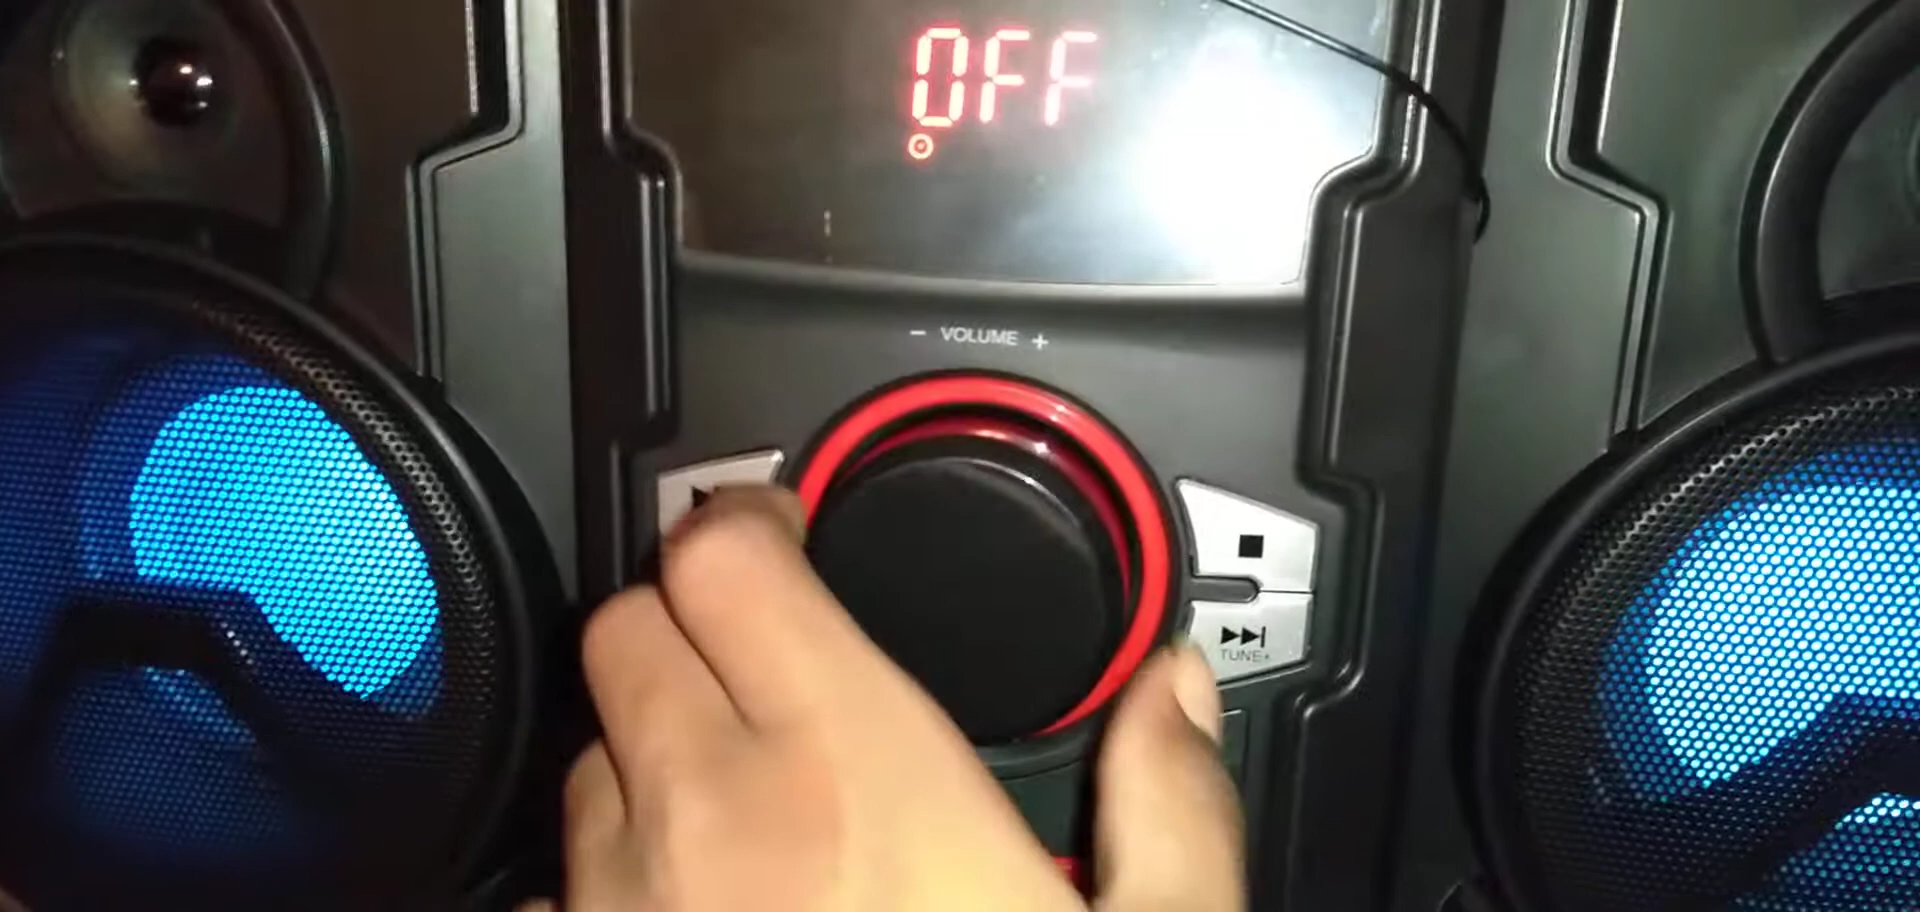 OFF
− VOLUME +
TUNE+